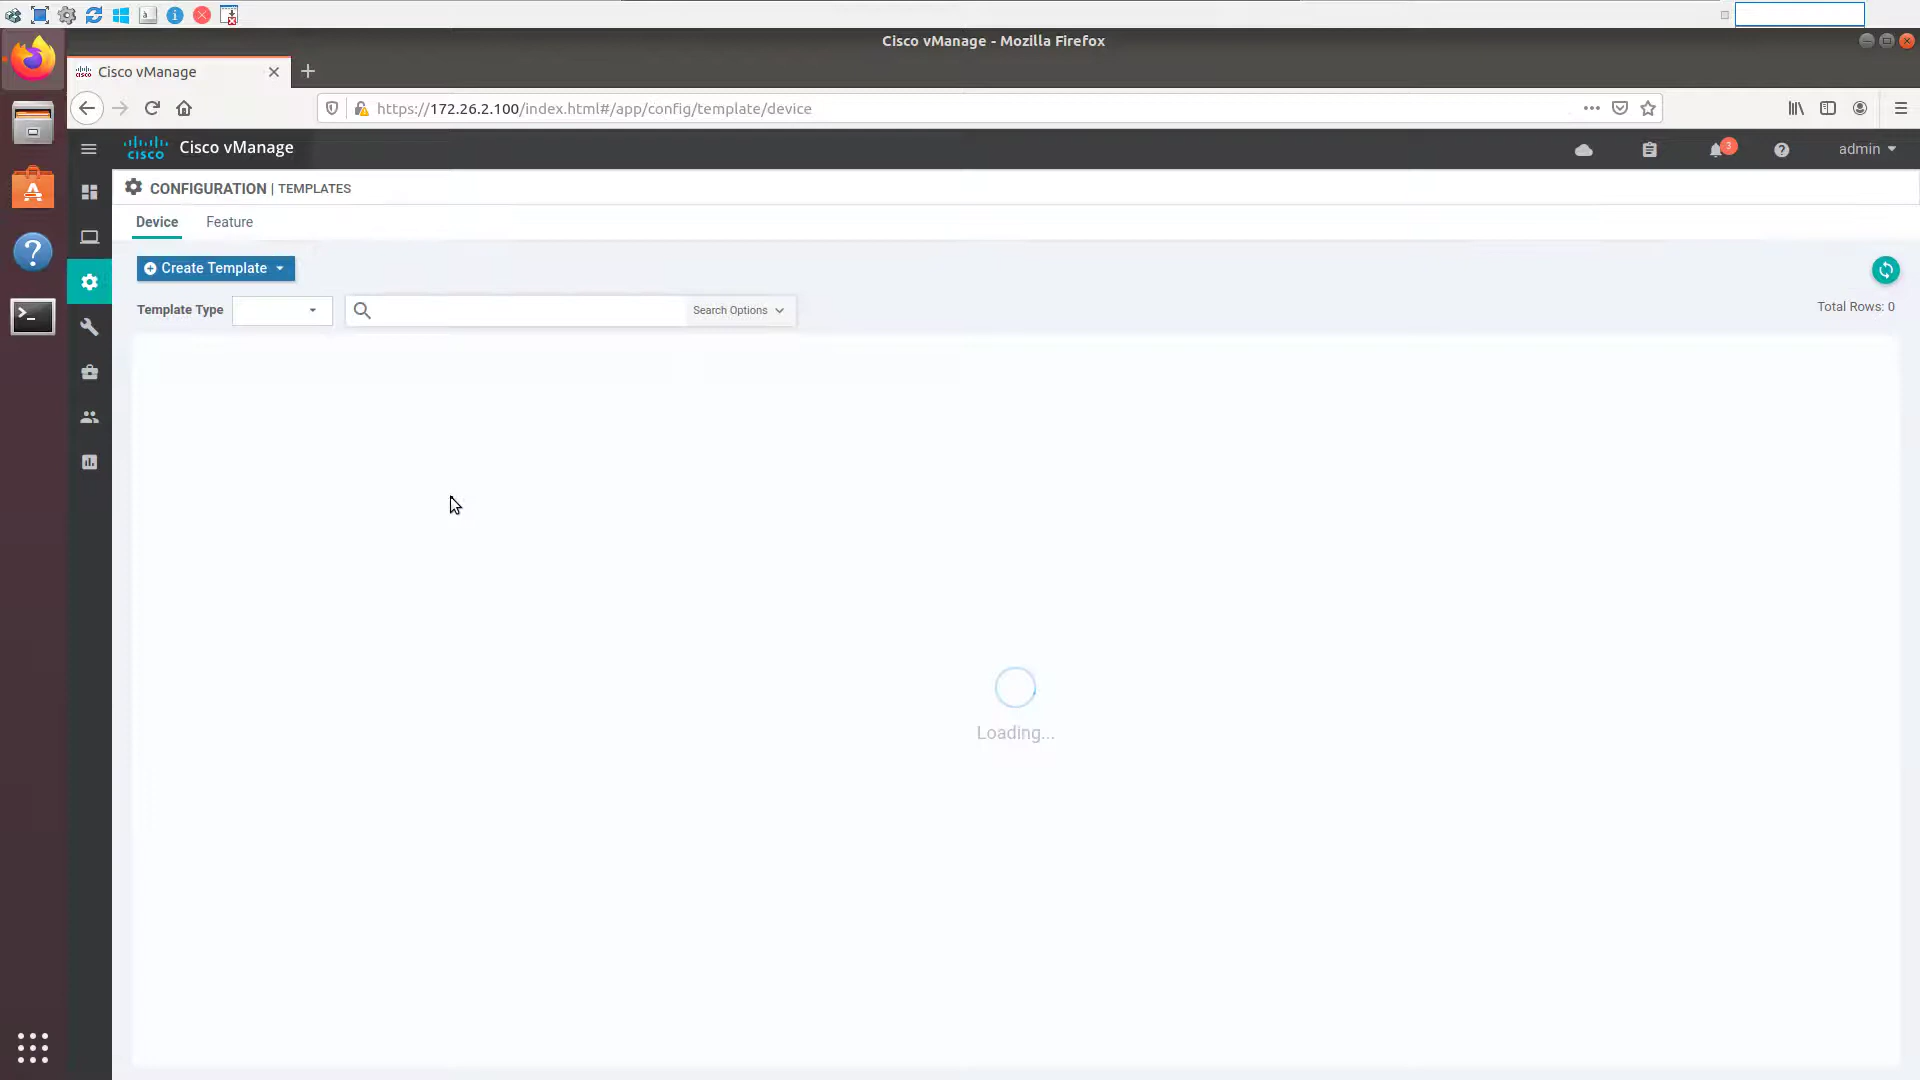 Cisco vManage - Mozilla Firefox
Cisco vManage
https://172.26.2.100/index.html#/app/config/template/device
cisco Cisco vManage
3
admin
CONFIGURATION | TEMPLATES
Device Feature
Create Template
Template Type
Search Options
Total Rows: 0
Loading...